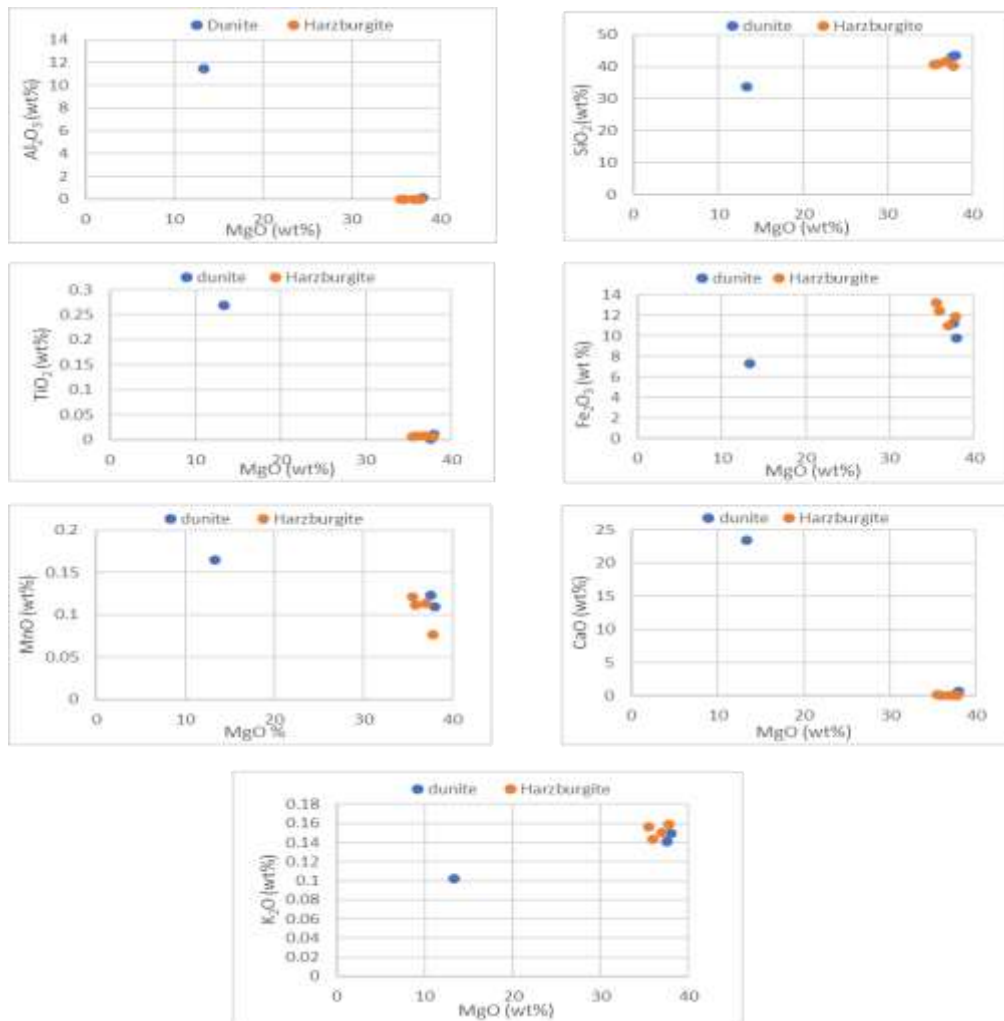 Dunite Harzburgite
14
12
10
8
6
4
2
0
Al₂O₃ (wt%)
0 10 20 30 40
MgO (wt%)
dunite Harzburgite
50
40
30
20
10
0
SiO₂(wt%)
0 10 20 30 40
MgO (wt%)
dunite Harzburgite
0.3
0.25
0.2
0.15
0.1
0.05
0
TiO₂ (wt%)
0 10 20 30 40
MgO (wt%)
dunite Harzburgite
14
12
10
8
6
4
2
0
Fe₂O₃ (wt %)
0 10 20 30 40
MgO (wt%)
dunite Harzburgite
0.2
0.15
0.1
0.05
0
MnO (wt%)
0 10 20 30 40
MgO %
dunite Harzburgite
25
20
15
10
5
0
CaO (wt%)
0 10 20 30 40
MgO (wt%)
dunite Harzburgite
0.18
0.16
0.14
0.12
0.1
0.08
0.06
0.04
0.02
0
K₂O (wt%)
0 10 20 30 40
MgO (wt%)